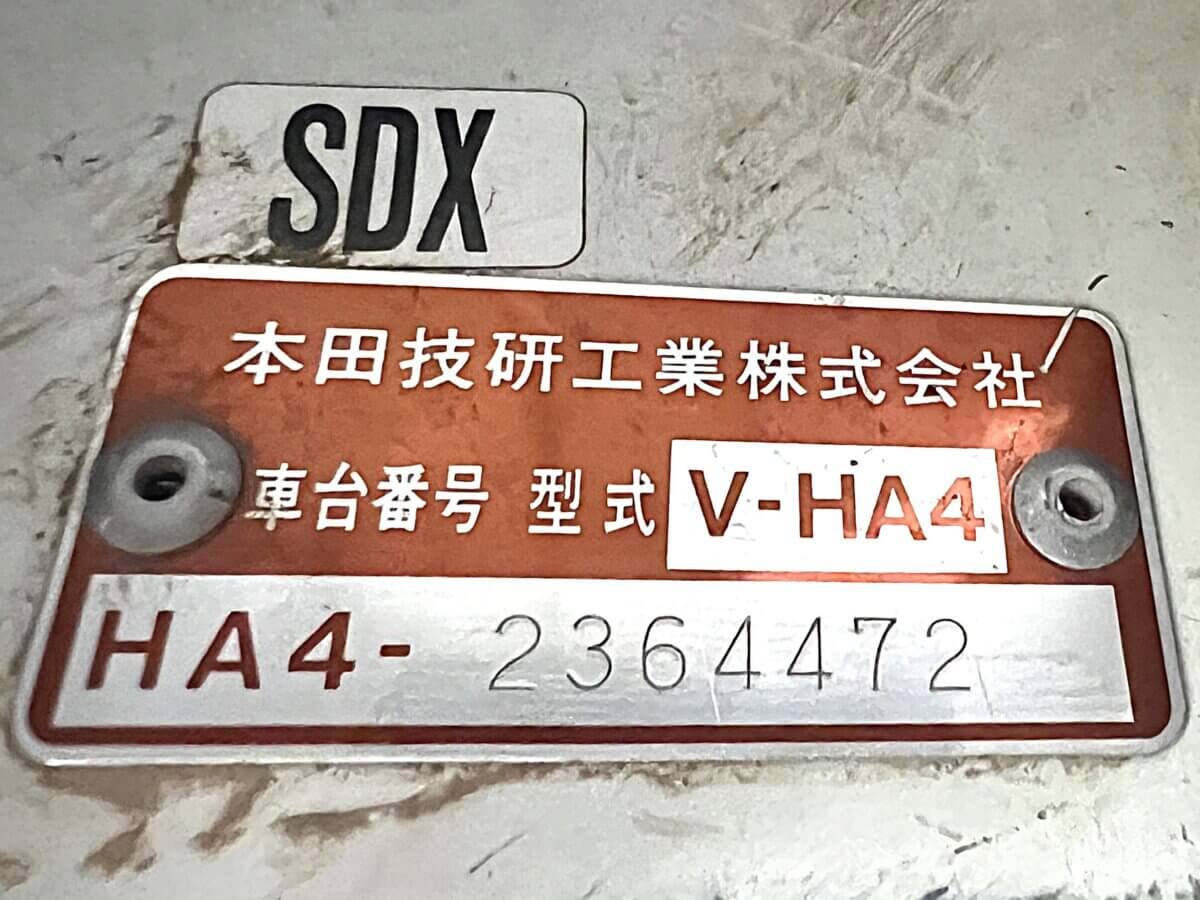 SDX
本田技研工業株式会社
車台番号 型式 V-HA4
HA4- 2364472